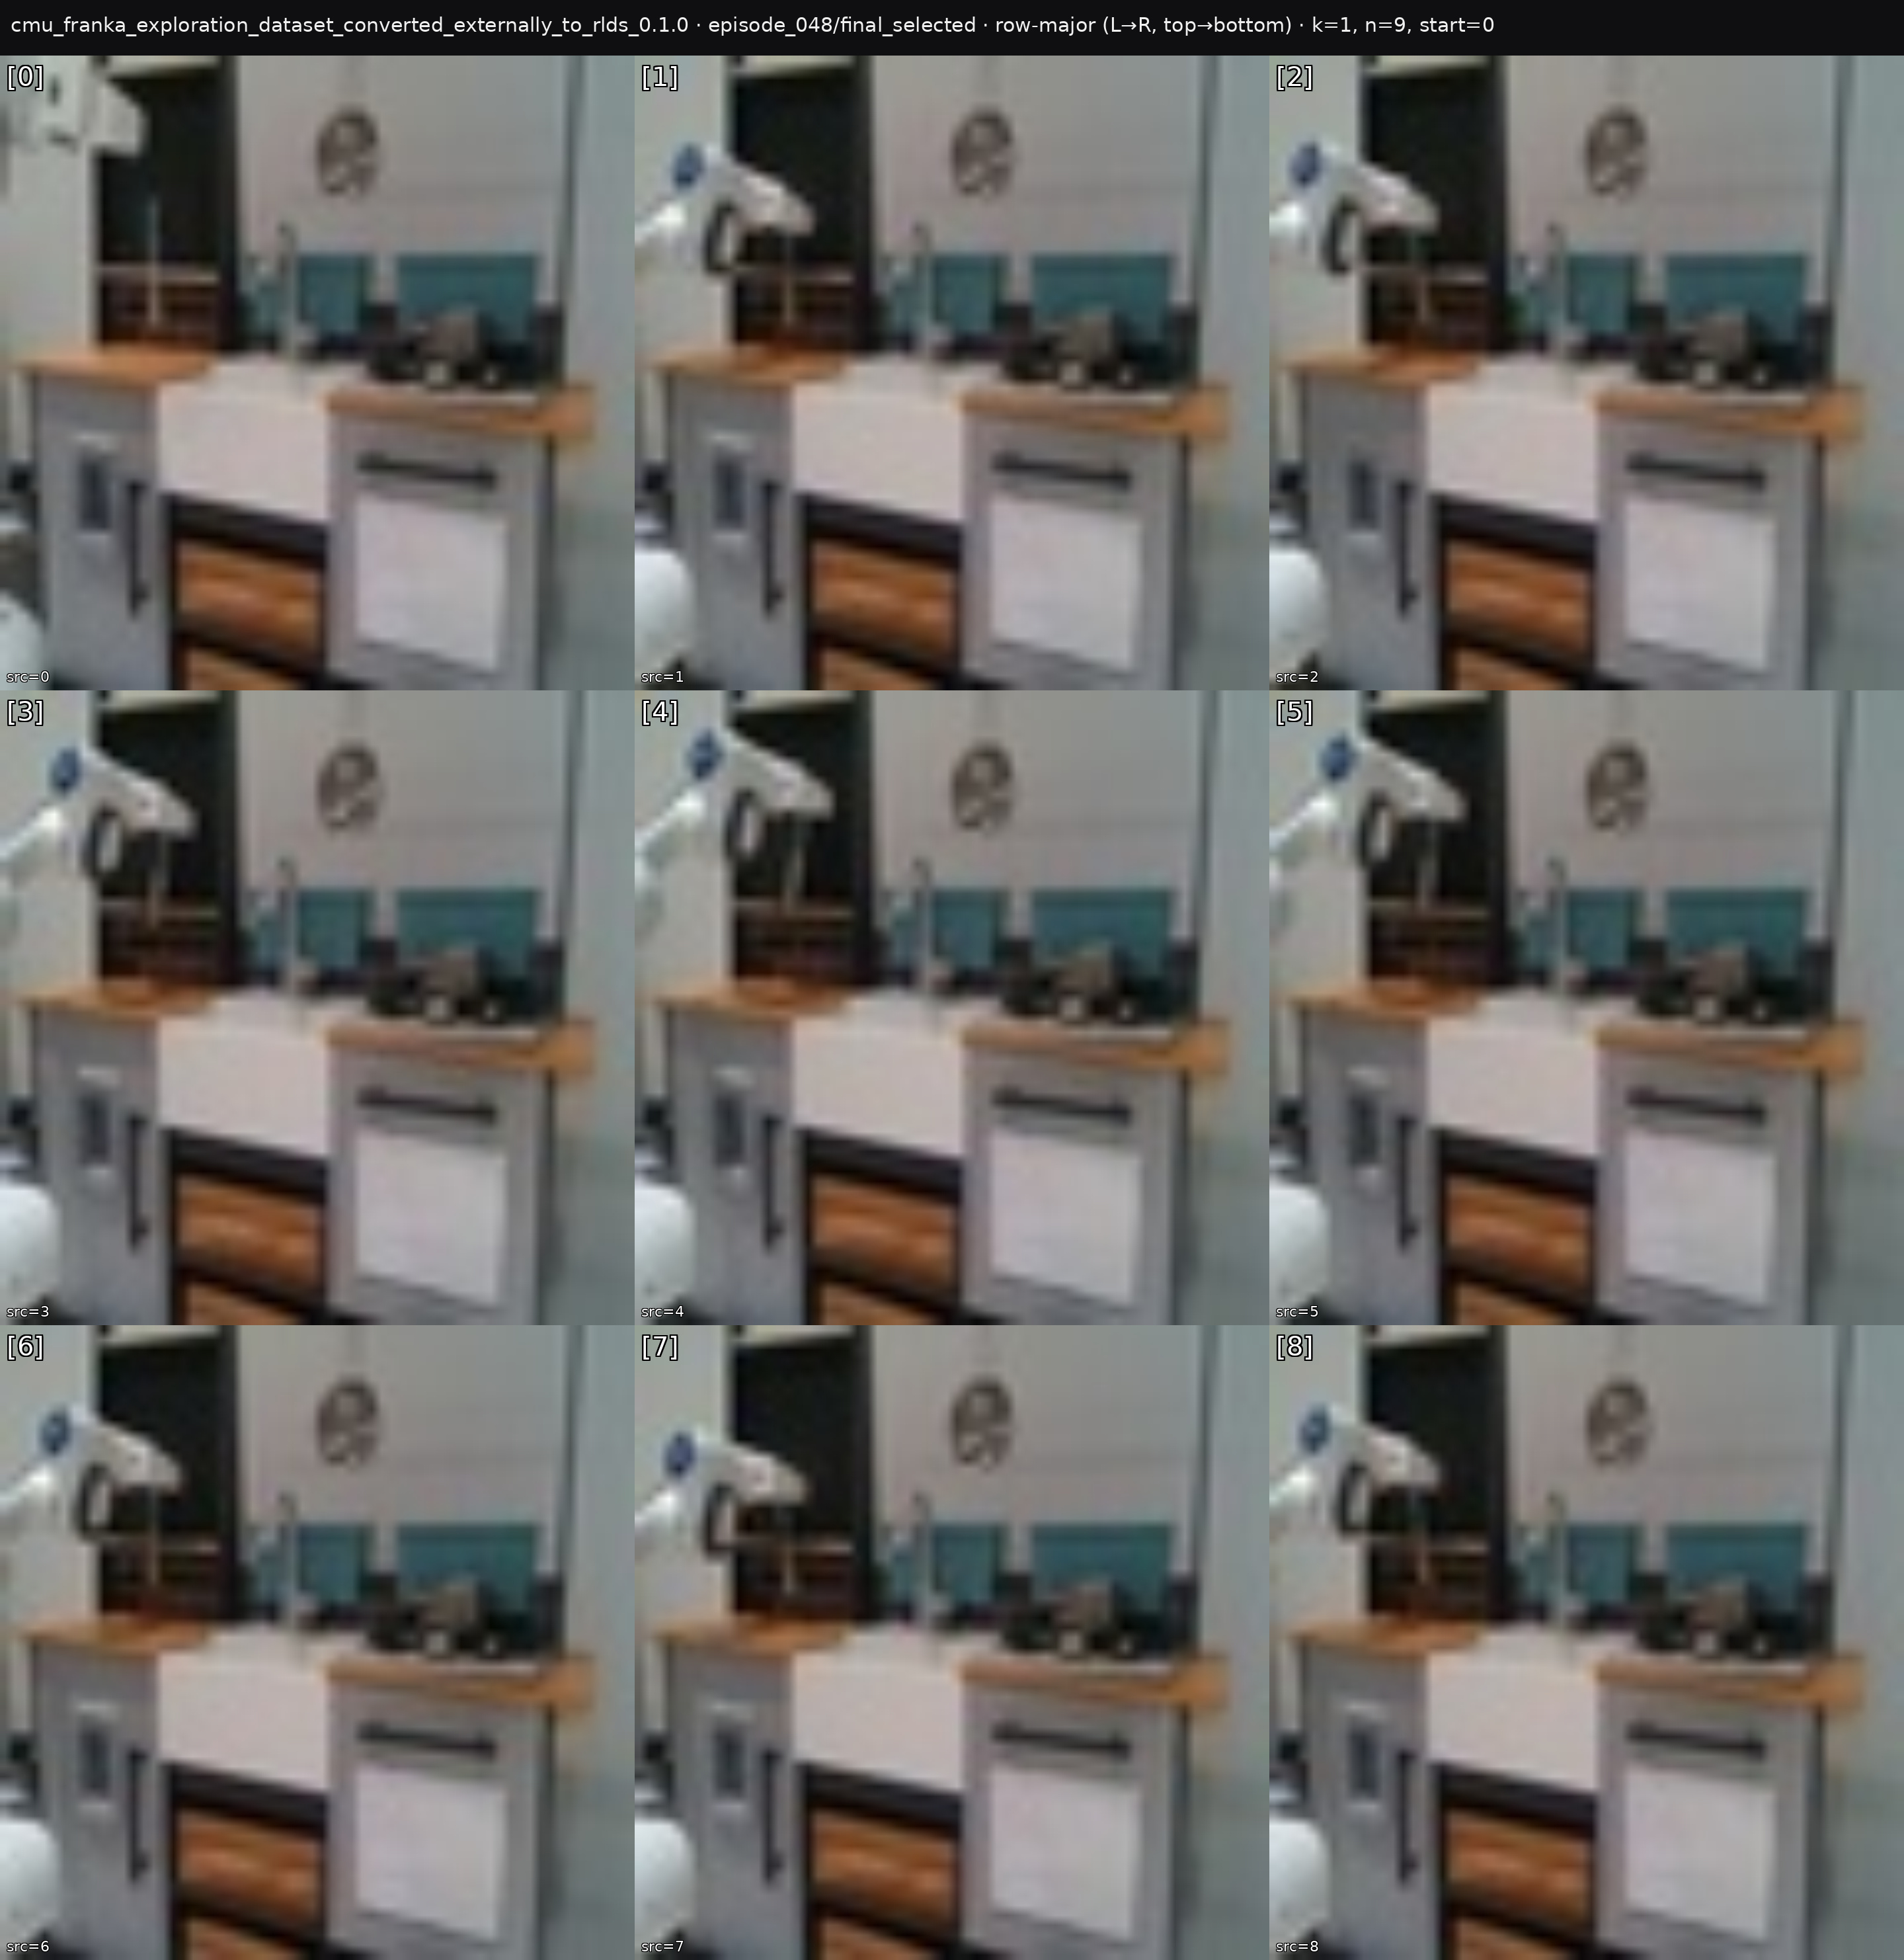 cmu_franka_exploration_dataset_converted_externally_to_rlds_0.1.0 · episode_048/final_selected · row-major (L→R, top→bottom) · k=1, n=9, start=0
[0]
[1]
[2]
src=0
src=1
src=2
[3]
[4]
[5]
src=3
src=4
src=5
[6]
[7]
[8]
src=6
src=7
src=8